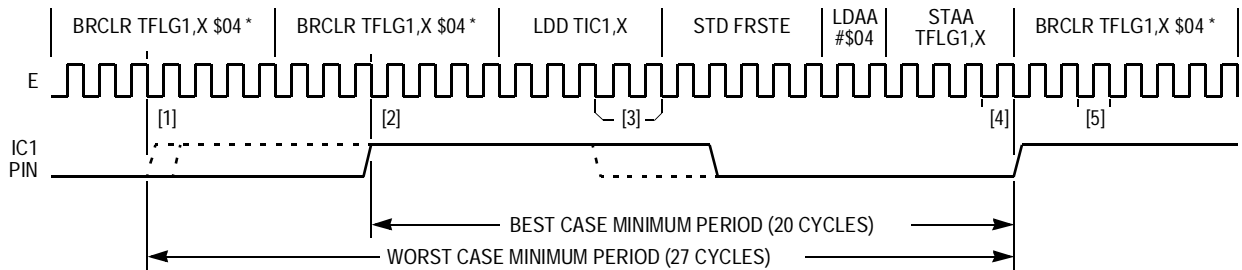 BRCLR TFLG1,X $04 * BRCLR TFLG1,X $04 * LDD TIC1,X STD FRSTE LDAA #$04 STAA TFLG1,X BRCLR TFLG1,X $04 *
E
[1] [2] [3] [4] [5]
IC1
PIN
BEST CASE MINIMUM PERIOD (20 CYCLES)
WORST CASE MINIMUM PERIOD (27 CYCLES)